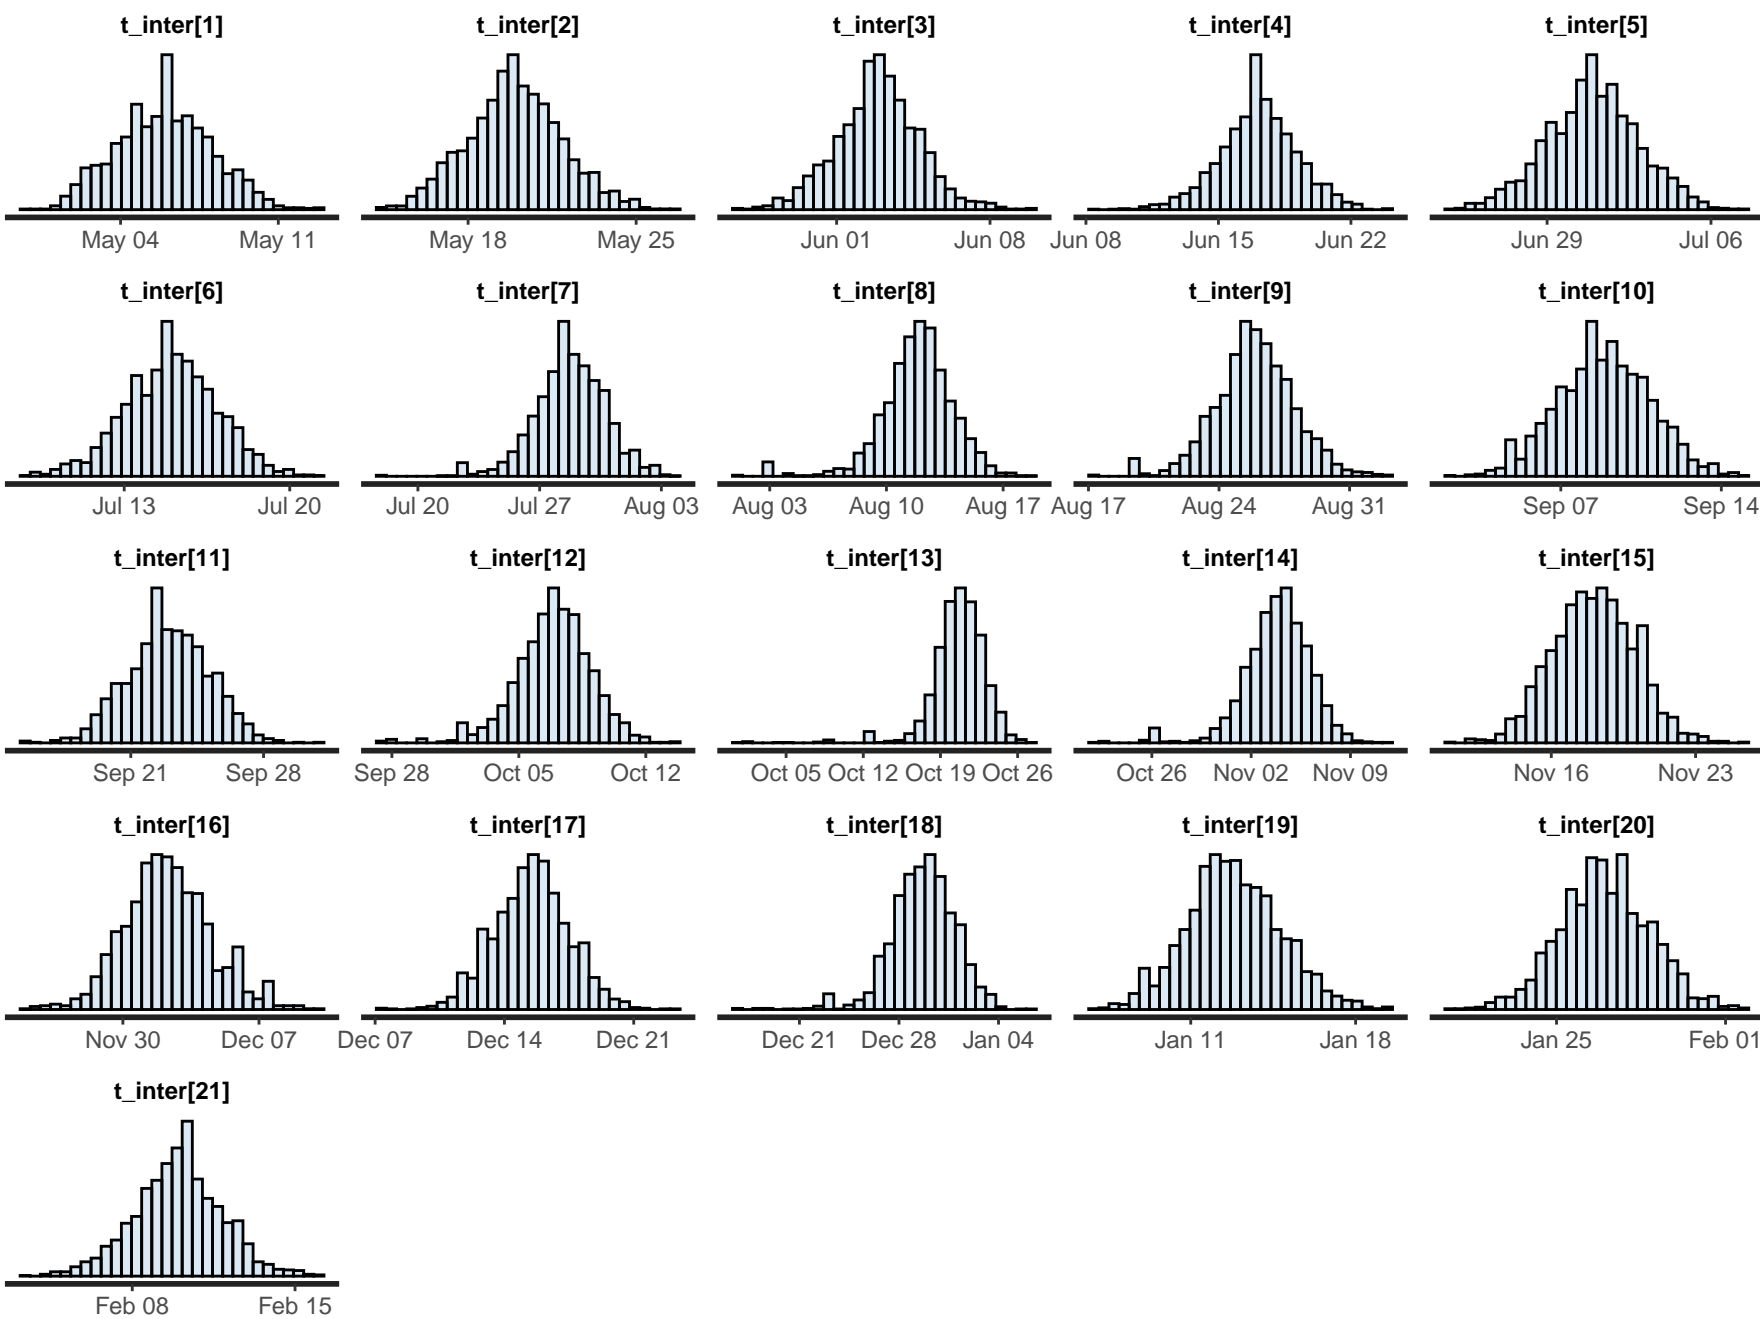 t_inter[1] t_inter[2] t_inter[3] t_inter[4] t_inter[5]
May 04 May 11 May 18 May 25 Jun 01 Jun 08 Jun 08 Jun 15 Jun 22 Jun 29 Jul 06
t_inter[6] t_inter[7] t_inter[8] t_inter[9] t_inter[10]
Jul 13 Jul 20 Jul 20 Jul 27 Aug 03 Aug 03 Aug 10 Aug 17 Aug 17 Aug 24 Aug 31 Sep 07 Sep 14
t_inter[11] t_inter[12] t_inter[13] t_inter[14] t_inter[15]
Sep 21 Sep 28 Sep 28 Oct 05 Oct 12 Oct 05 Oct 12 Oct 19 Oct 26 Oct 26 Nov 02 Nov 09 Nov 16 Nov 23
t_inter[16] t_inter[17] t_inter[18] t_inter[19] t_inter[20]
Nov 30 Dec 07 Dec 07 Dec 14 Dec 21 Dec 21 Dec 28 Jan 04 Jan 11 Jan 18 Jan 25 Feb 01
t_inter[21]
Feb 08 Feb 15